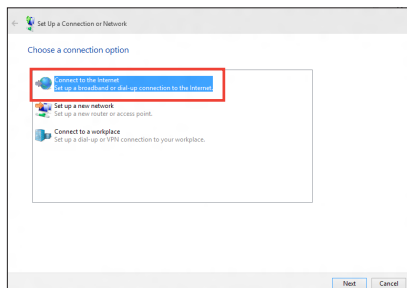 Set Up a Connection or Network
Choose a connection option
Connect to the Internet
Set up a broadband or dial-up connection to the Internet.
Set up a new network
Set up a new router or access point.
Connect to a workplace
Set up a dial-up or VPN connection to your workplace.
Next Cancel